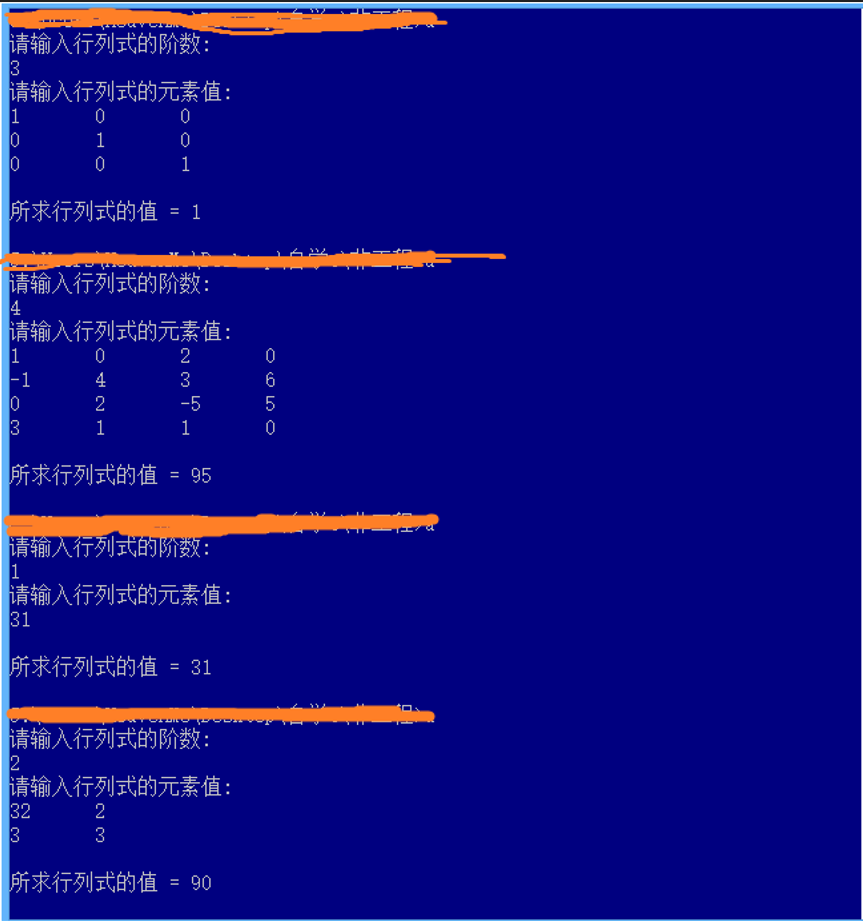 请输入行列式的阶数:
3
请输入行列式的元素值:
1 0 0
0 1 0
0 0 1
所求行列式的值 = 1
请输入行列式的阶数:
4
请输入行列式的元素值:
1 0 2 0
-1 4 3 6
0 2 -5 5
3 1 1 0
所求行列式的值 = 95
请输入行列式的阶数:
1
请输入行列式的元素值:
31
所求行列式的值 = 31
请输入行列式的阶数:
2
请输入行列式的元素值:
32 2
3 3
所求行列式的值 = 90